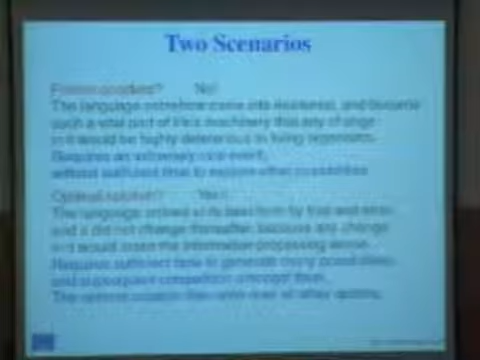 Two Scenarios
Frozen accident? No!
The language somehow came into existence, and became
such a vital part of life's machinery that any change
in it would be highly deleterious to living organisms.
Requires an extremely rare event,
without sufficient time to explore other possibilities.
Optimal solution? Yes!
The language arrived at its best form by trial and error,
and it did not change thereafter, because any change
in it would make the information processing worse.
Requires sufficient time to generate many possibilities
and subsequent competition amongst them.
The optimal solution then wins over all other options.